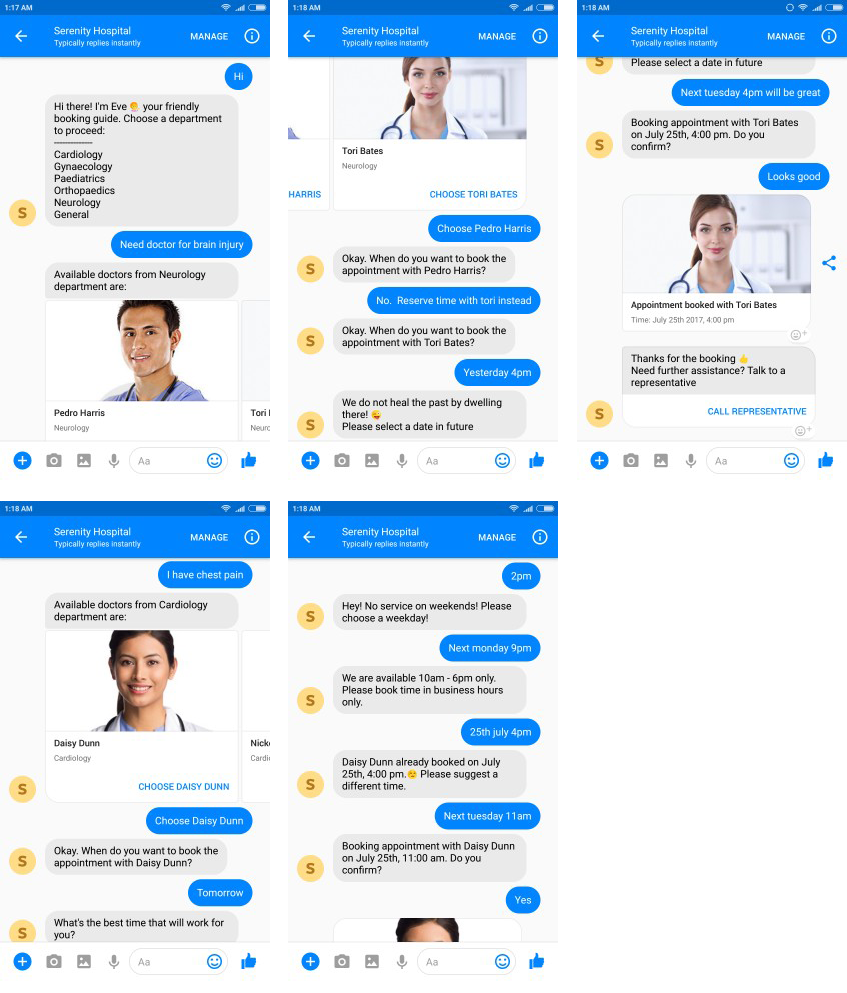 1:17 AM
Serenity Hospital
Typically replies instantly
MANAGE
Hi
Hi there! I'm Eve your friendly
booking guide. Choose a department
to proceed:
---------------
Cardiology
Gynaecology
Paediatrics
Orthopaedics
Neurology
General
S
Need doctor for brain injury
Available doctors from Neurology
department are:
Pedro Harris
Neurology
Tori
Neuro
Aa
1:18 AM
Serenity Hospital
Typically replies instantly
MANAGE
Tori Bates
Neurology
HARRIS
CHOOSE TORI BATES
Choose Pedro Harris
Okay. When do you want to book the
appointment with Pedro Harris?
S
No. Reserve time with tori instead
Okay. When do you want to book the
appointment with Tori Bates?
S
Yesterday 4pm
We do not heal the past by dwelling
there! 😜
Please select a date in future
S
Aa
1:18 AM
Serenity Hospital
Typically replies instantly
MANAGE
S
Please select a date in future
Next tuesday 4pm will be great
Booking appointment with Tori Bates
on July 25th, 4:00 pm. Do you
confirm?
S
Looks good
Appointment booked with Tori Bates
Time: July 25th 2017, 4:00 pm
Thanks for the booking 👍
Need further assistance? Talk to a
representative
CALL REPRESENTATIVE
S
Aa
1:18 AM
Serenity Hospital
Typically replies instantly
MANAGE
I have chest pain
Available doctors from Cardiology
department are:
Daisy Dunn
Cardiology
CHOOSE DAISY DUNN
Nicke
Cardi
S
Choose Daisy Dunn
Okay. When do you want to book the
appointment with Daisy Dunn?
S
Tomorrow
What's the best time that will work for
you?
S
Aa
1:18 AM
Serenity Hospital
Typically replies instantly
MANAGE
2pm
Hey! No service on weekends! Please
choose a weekday!
S
Next monday 9pm
We are available 10am - 6pm only.
Please book time in business hours
only.
S
25th july 4pm
Daisy Dunn already booked on July
25th, 4:00 pm.😥 Please suggest a
different time.
S
Next tuesday 11am
Booking appointment with Daisy Dunn
on July 25th, 11:00 am. Do you
confirm?
S
Yes
Aa